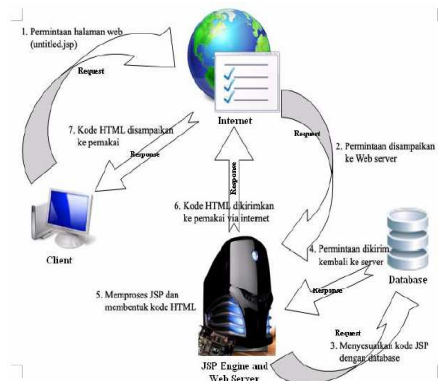 1. Permintaan halaman web
(untitled.jsp)
Request
Internet
7. Kode HTML disampaikan
ke pemakai
Response
Request
2. Permintaan disampaikan
ke Web server
Response
6. Kode HTML dikirimkan
ke pemakai via internet
Client
4. Permintaan dikirim
kembali ke server
Response
Database
5. Memproses JSP dan
membentuk kode HTML
Request
3. Menyesuaikan kode JSP
dengan database
JSP Engine and
Web Server